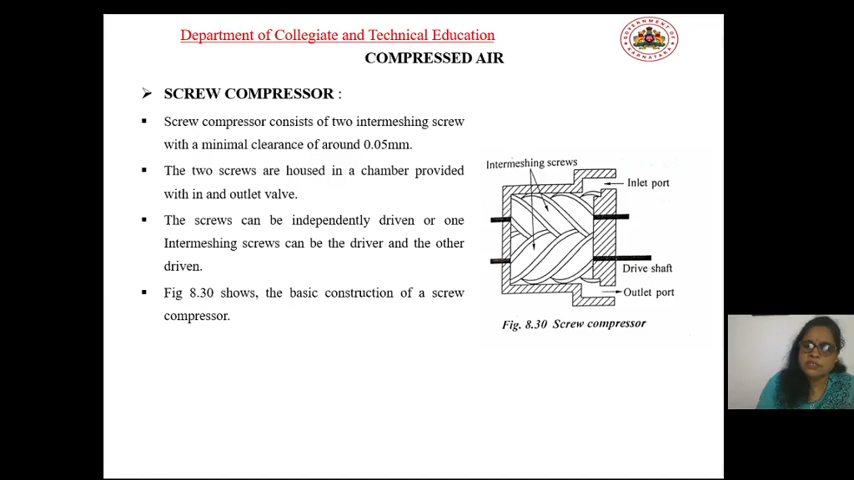 Department of Collegiate and Technical Education
COMPRESSED AIR
SCREW COMPRESSOR :
Screw compressor consists of two intermeshing screw
with a minimal clearance of around 0.05mm.
The two screws are housed in a chamber provided
with in and outlet valve.
The screws can be independently driven or one
Intermeshing screws can be the driver and the other
driven.
Fig 8.30 shows, the basic construction of a screw
compressor.
Intermeshing screws
Inlet port
Drive shaft
Outlet port
Fig. 8.30 Screw compressor